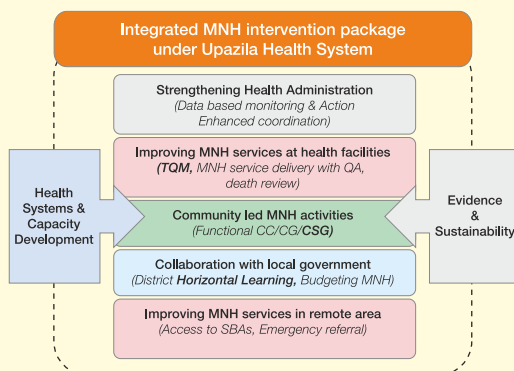 Integrated MNH intervention package
under Upazila Health System
Strengthening Health Administration
(Data based monitoring & Action
Enhanced coordination)
Improving MNH services at health facilities
(TQM, MNH service delivery with QA,
death review)
Health
Systems &
Capacity
Development
Community led MNH activities
(Functional CC/CG/CSG)
Evidence
&
Sustainability
Collaboration with local government
(District Horizontal Learning, Budgeting MNH)
Improving MNH services in remote area
(Access to SBAs, Emergency referral)